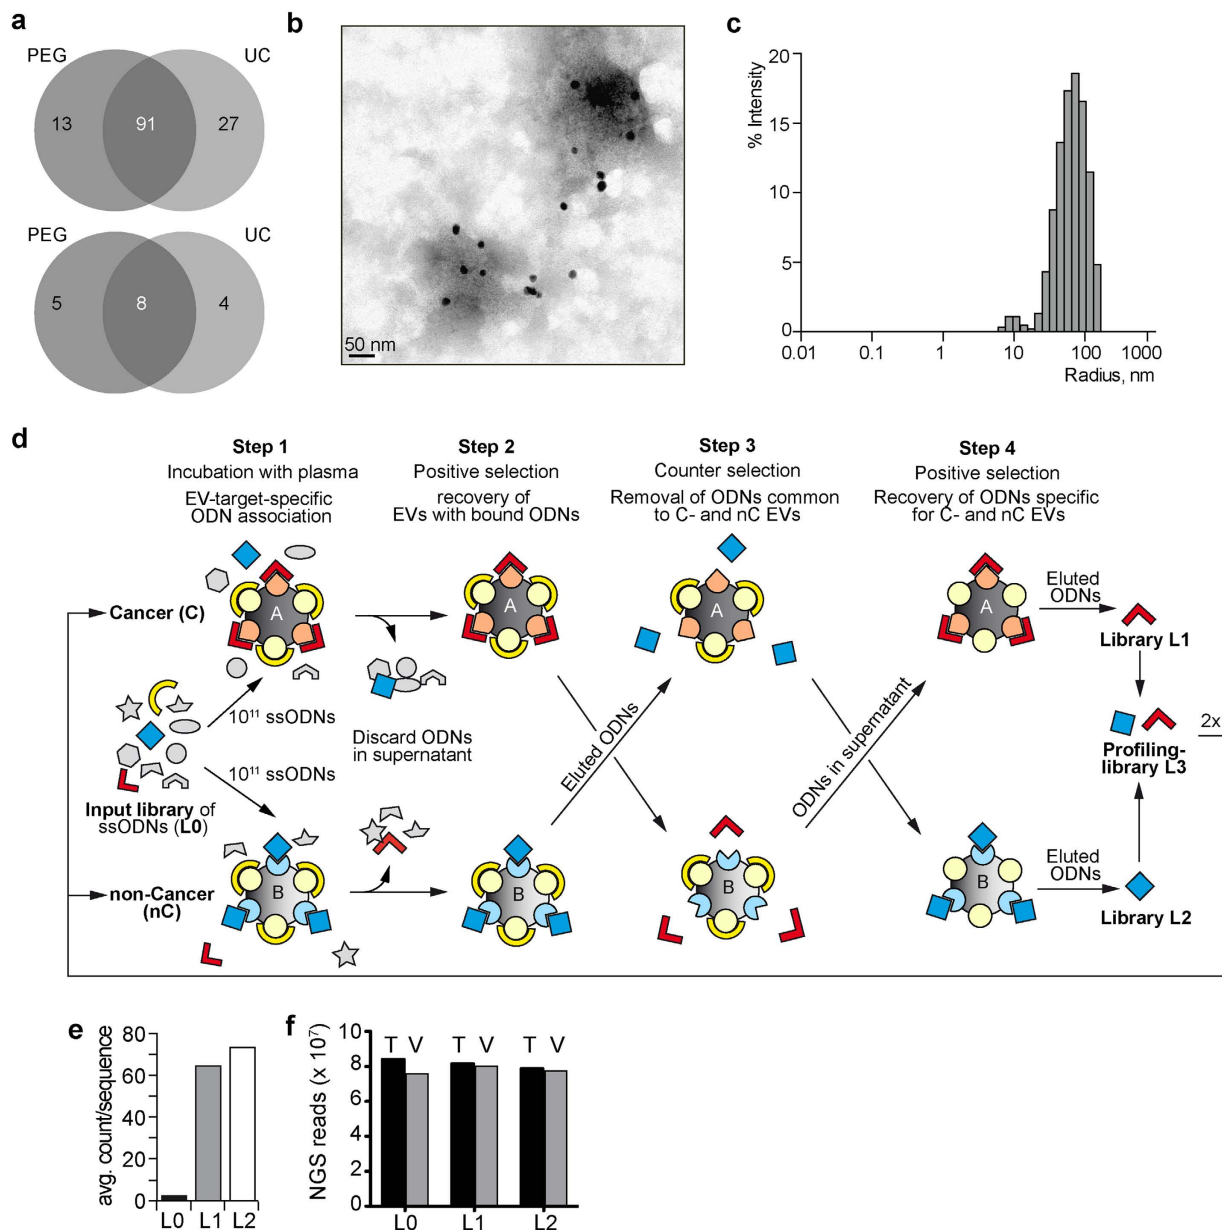 a
PEG
UC
13
91
27
PEG
UC
5
8
4
b
50 nm
c
% Intensity
20
15
10
5
0
0.01
0.1
1
10
100
1000
Radius, nm
d
Step 1
Incubation with plasma
EV-target-specific
ODN association
Step 2
Positive selection
recovery of
EVs with bound ODNs
Step 3
Counter selection
Removal of ODNs common
to C- and nC EVs
Step 4
Positive selection
Recovery of ODNs specific
for C- and nC EVs
Cancer (C)
A
A
A
A
Eluted
ODNs
Library L1
10¹¹ ssODNs
10¹¹ ssODNs
Discard ODNs
in supernatant
Eluted ODNs
ODNs in supernatant
Profiling-
library L3
2x
Input library of
ssODNs (L0)
non-Cancer
(nC)
B
B
B
B
Eluted
ODNs
Library L2
e
avg. count/sequence
80
60
40
20
0
L0
L1
L2
f
NGS reads (x 10⁷)
10
8
6
4
2
0
T
V
T
V
T
V
L0
L1
L2